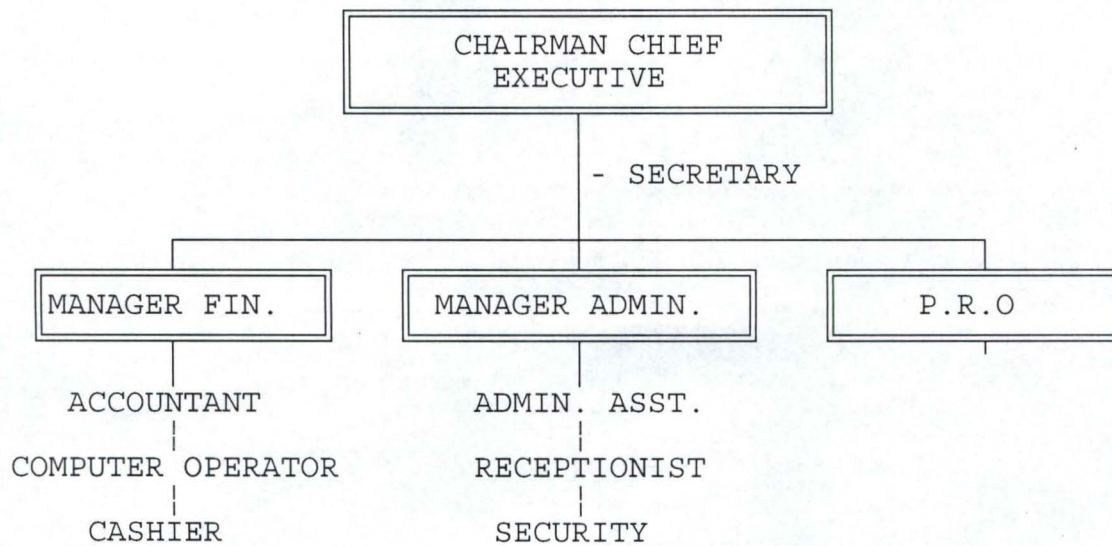 CHAIRMAN CHIEF
EXECUTIVE
- SECRETARY
MANAGER FIN.
MANAGER ADMIN.
P.R.O
ACCOUNTANT
ADMIN. ASST.
COMPUTER OPERATOR
RECEPTIONIST
CASHIER
SECURITY